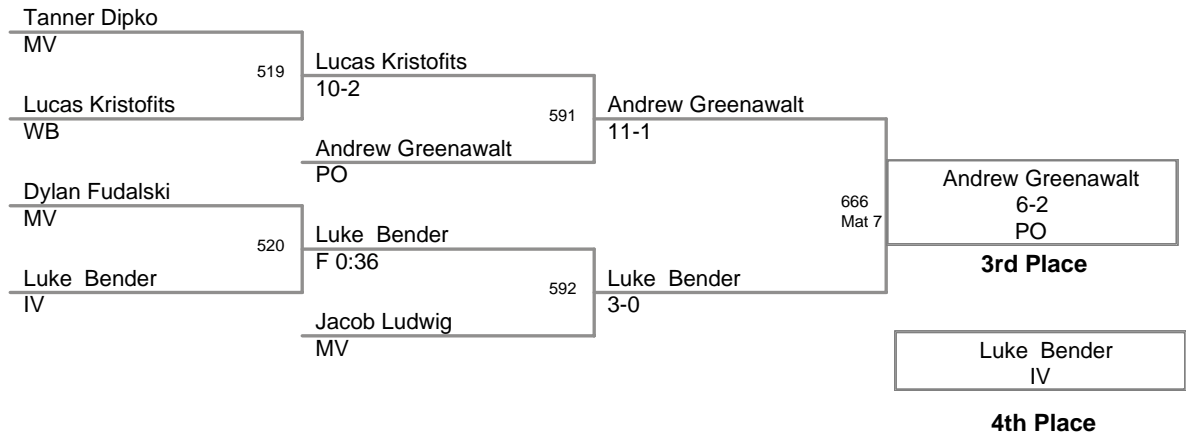 Tanner Dipko
MV
519
Lucas Kristofits
10-2
Lucas Kristofits
WB
591
Andrew Greenawalt
11-1
Andrew Greenawalt
PO
Dylan Fudalski
MV
520
Luke Bender
F 0:36
Luke Bender
IV
592
Luke Bender
3-0
Jacob Ludwig
MV
666
Mat 7
Andrew Greenawalt
6-2
PO
3rd Place
Luke Bender
IV
4th Place